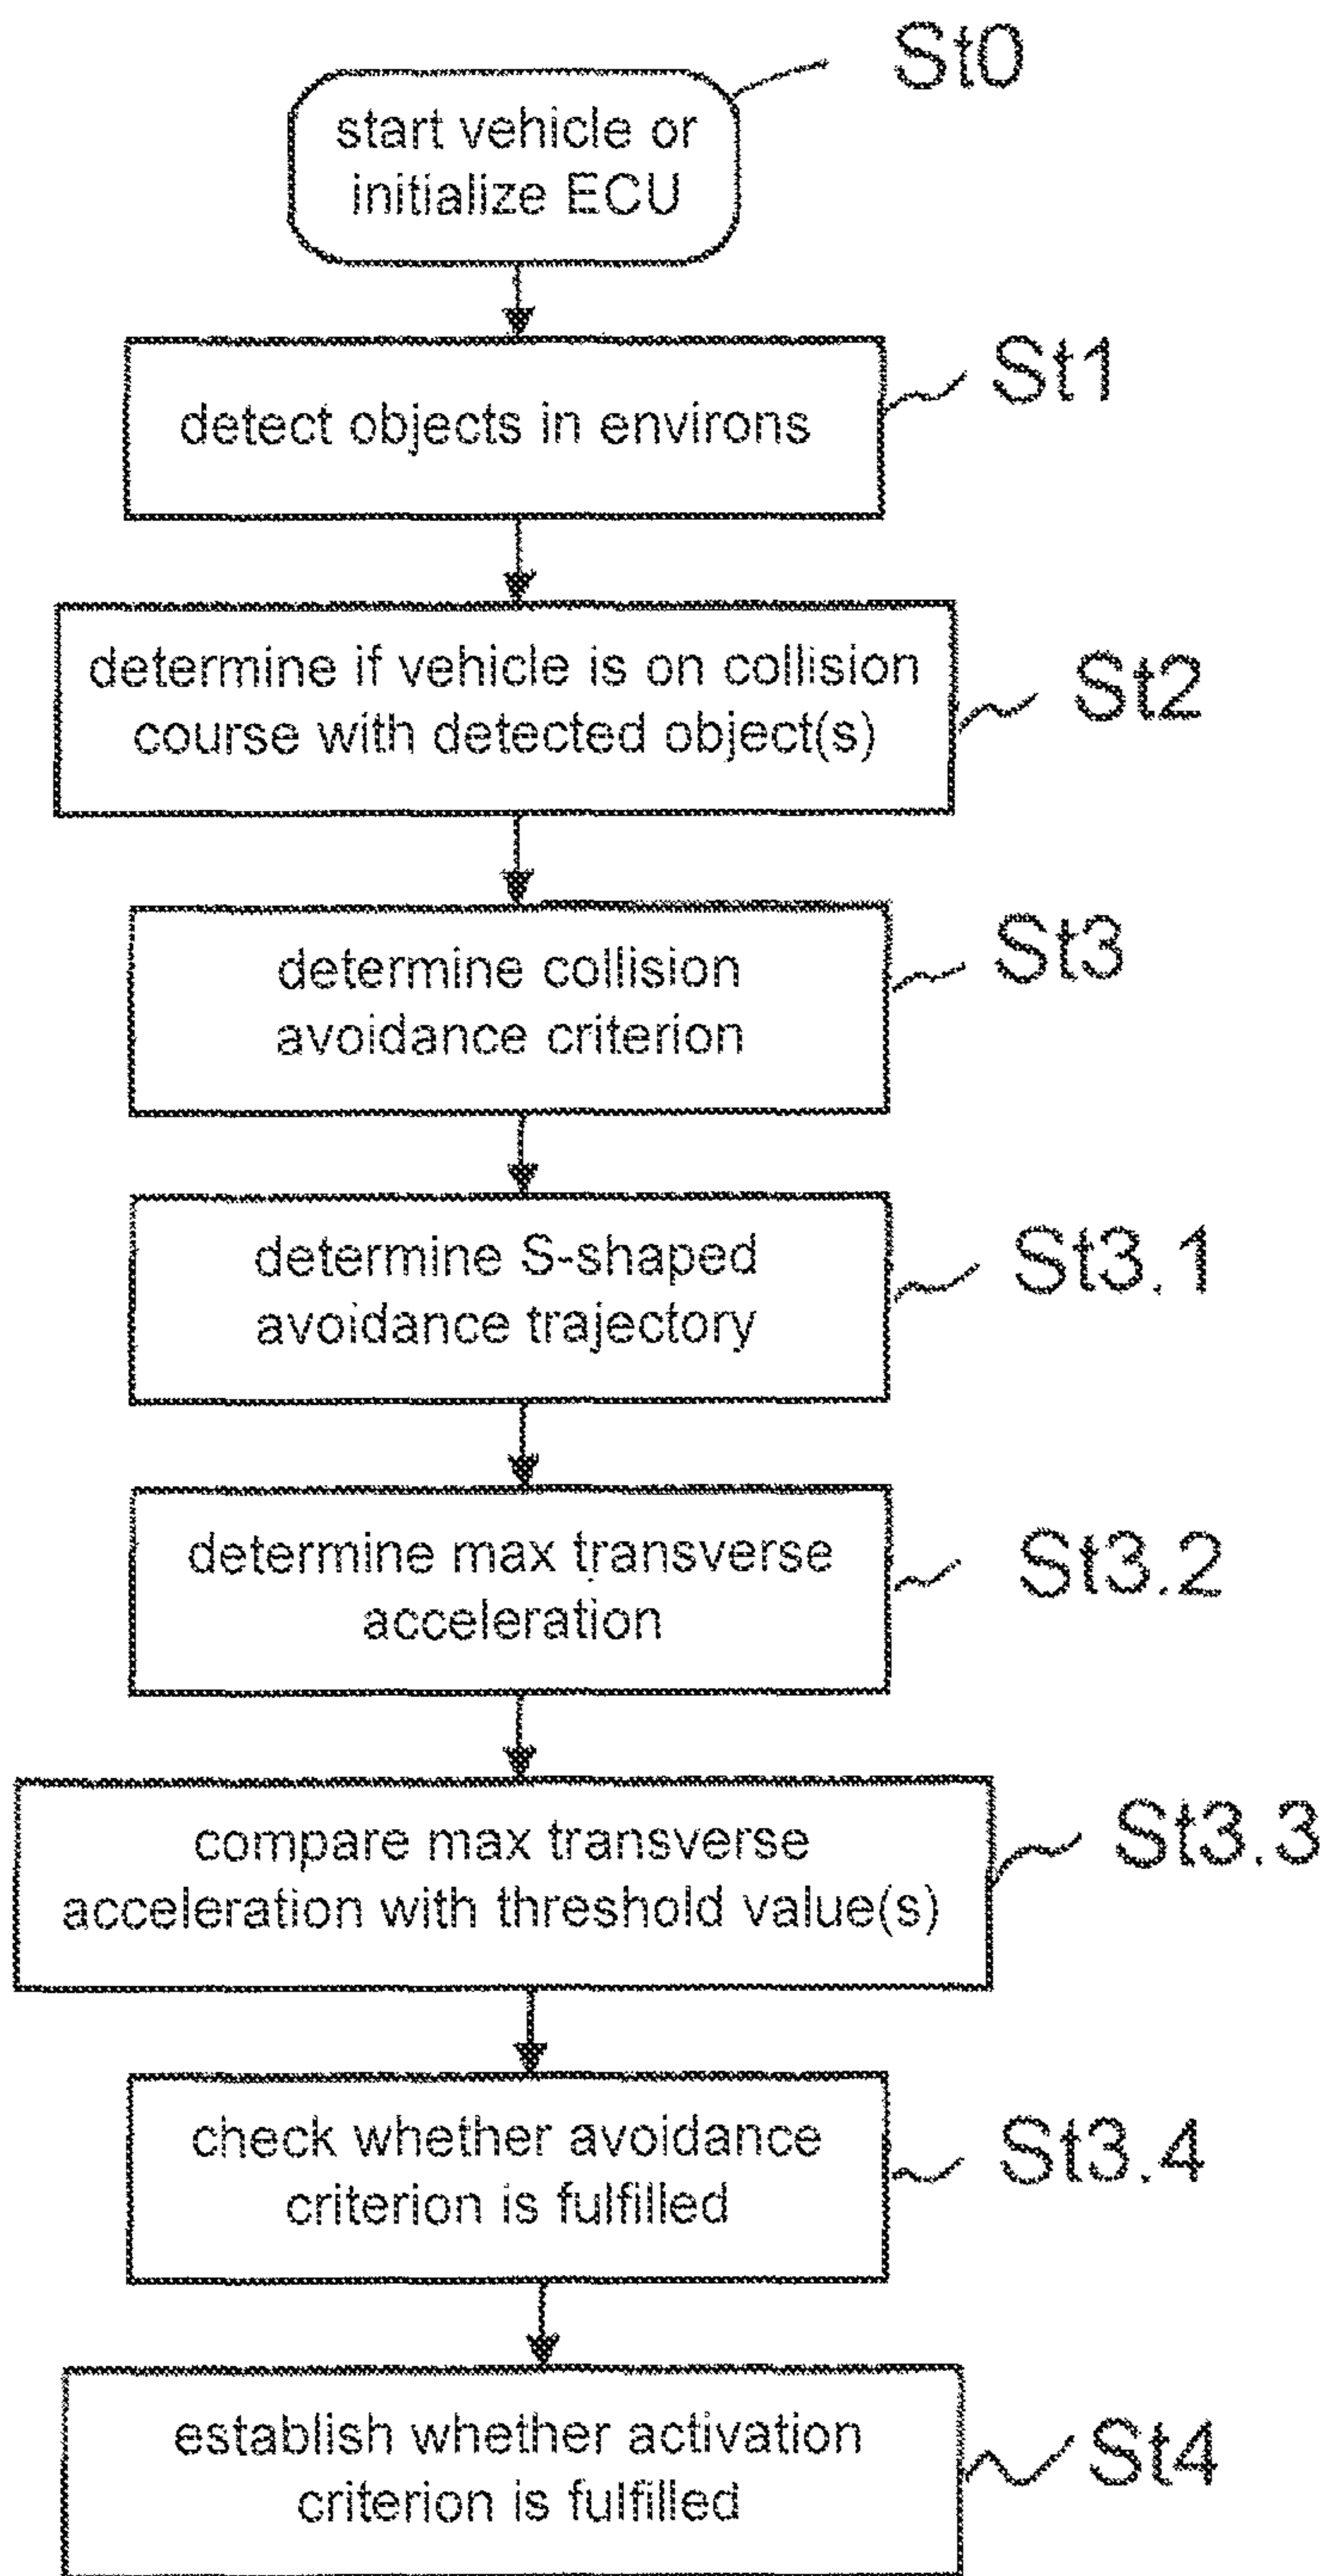 St0
start vehicle or
initialize ECU
St1
detect objects in environs
determine if vehicle is on collision
course with detected object(s)
St2
determine collision
avoidance criterion
St3
determine S-shaped
avoidance trajectory
St3.1
determine max transverse
acceleration
St3.2
compare max transverse
acceleration with threshold value(s)
St3.3
check whether avoidance
criterion is fulfilled
St3.4
establish whether activation
criterion is fulfilled
St4